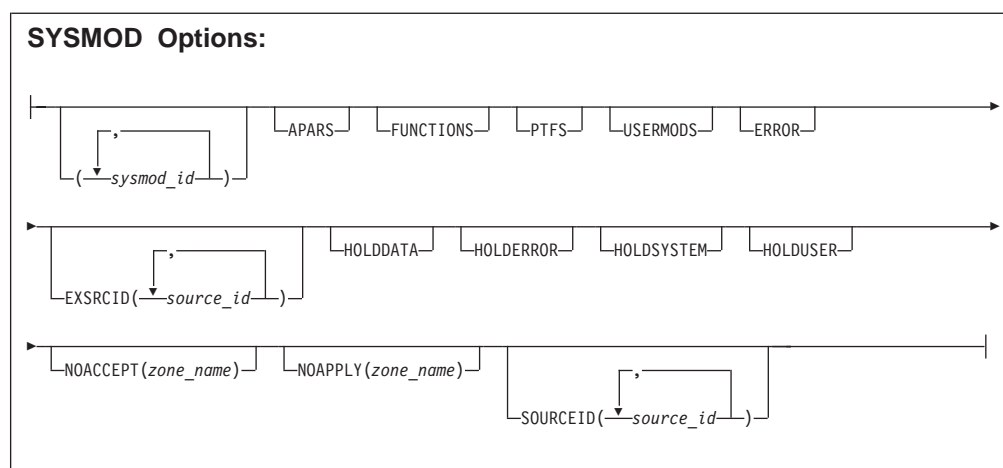 SYSMOD Options:
,
(sysmod_id)
APARS FUNCTIONS PTFS USERMODS ERROR
,
EXSRCID(source_id)
HOLDDATA HOLDERROR HOLDSYSTEM HOLDUSER
NOACCEPT(zone_name) NOAPPLY(zone_name)
,
SOURCEID(source_id)